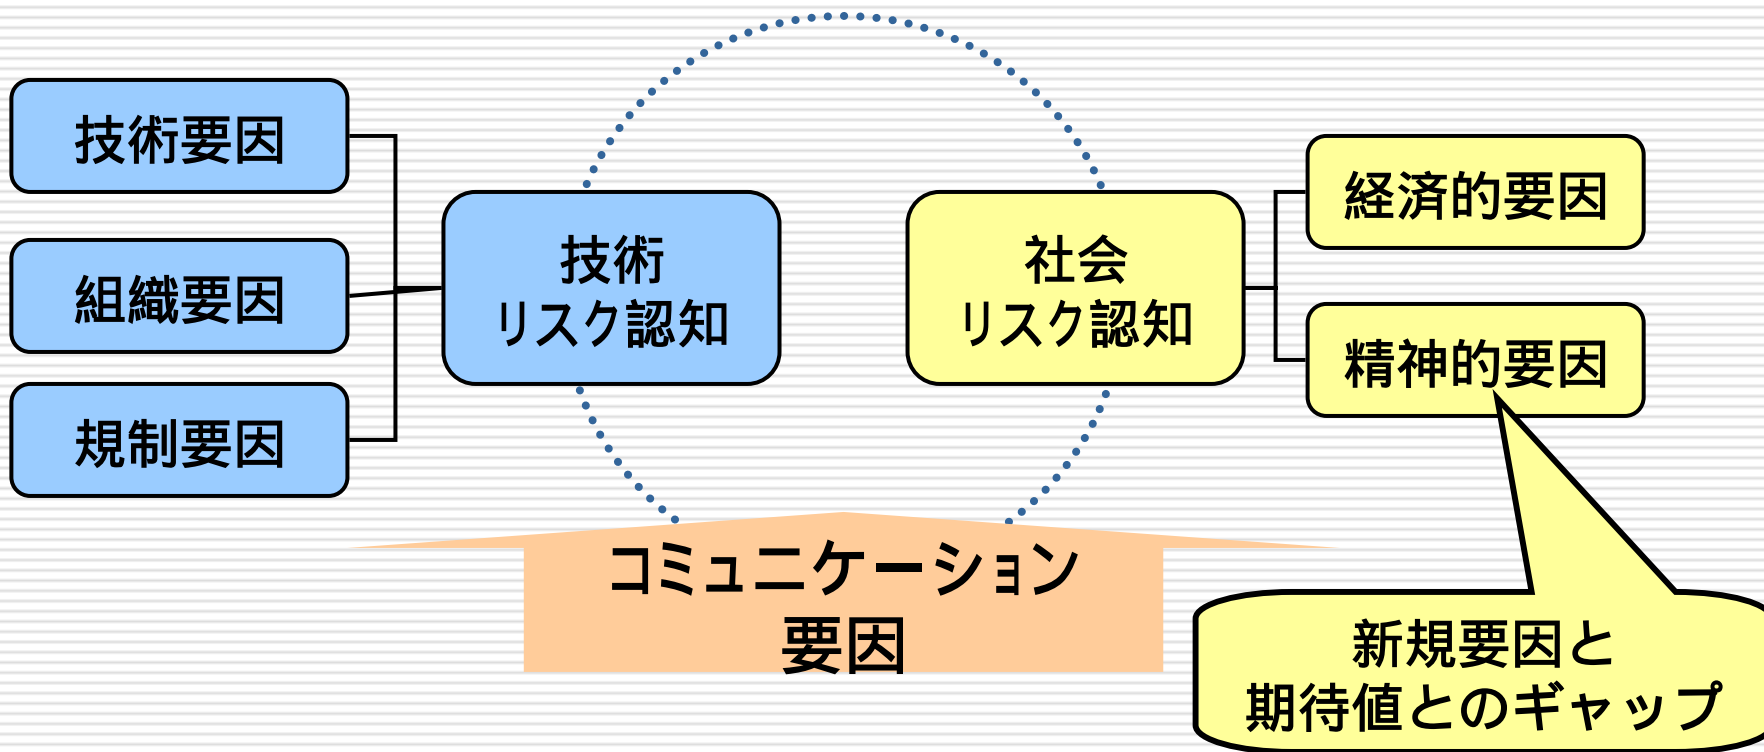 技術要因
組織要因
規制要因
技術
リスク認知
社会
リスク認知
経済的要因
精神的要因
コミュニケーション
要因
新規要因と
期待値とのギャップ